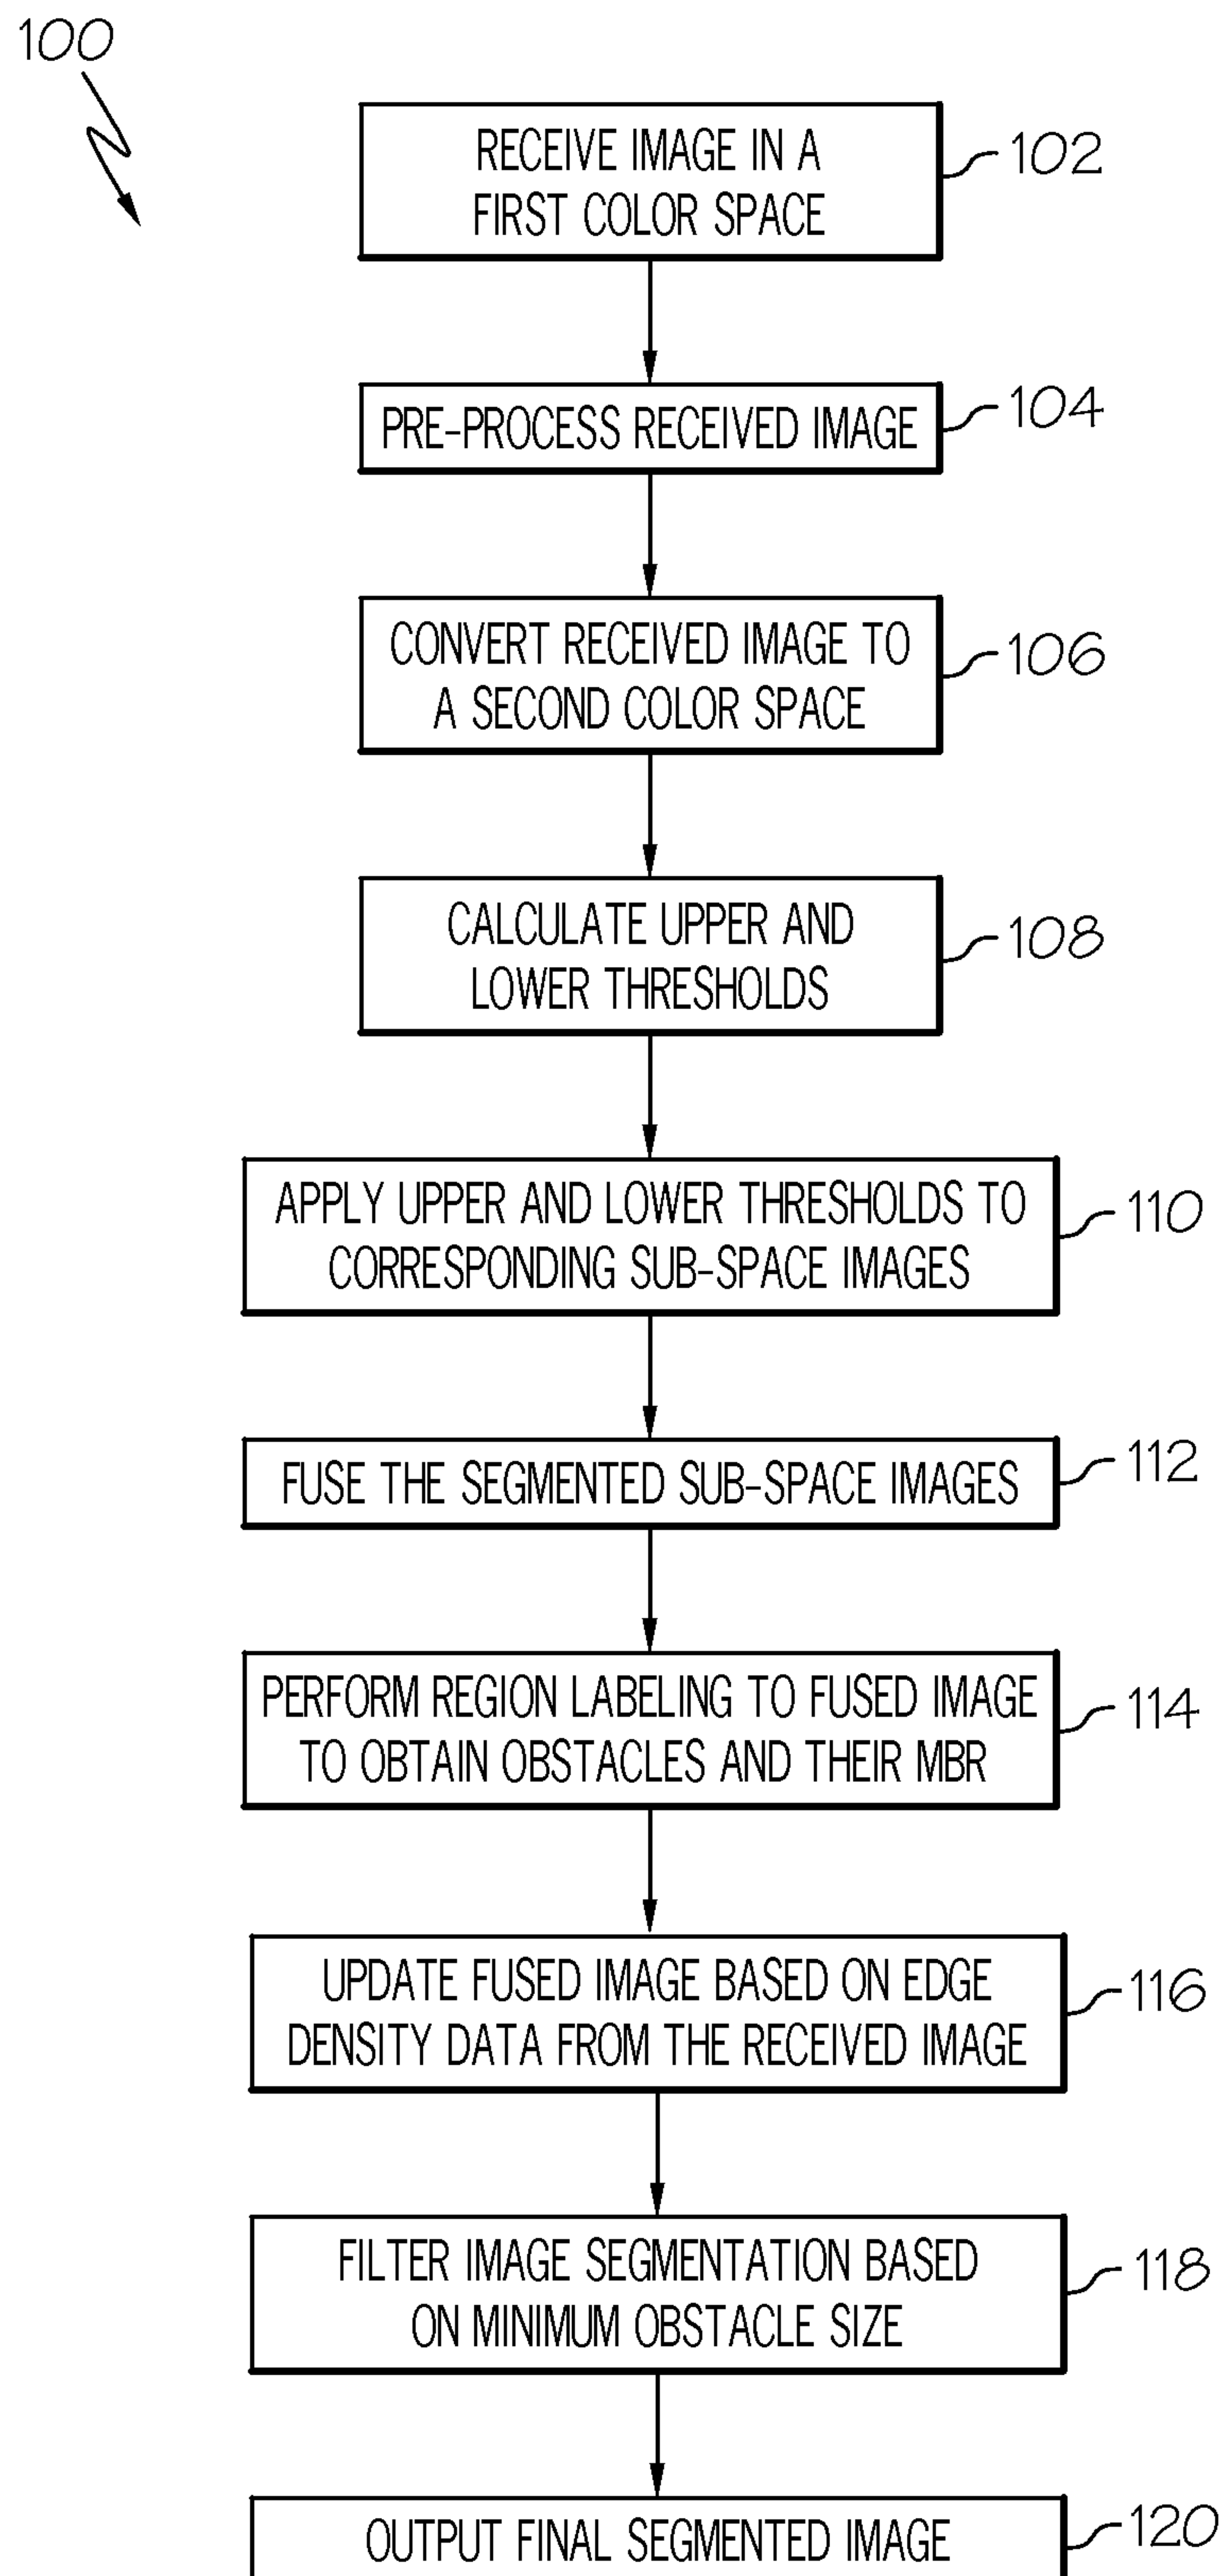 100
RECEIVE IMAGE IN A
FIRST COLOR SPACE
102
PRE-PROCESS RECEIVED IMAGE
104
CONVERT RECEIVED IMAGE TO
A SECOND COLOR SPACE
106
CALCULATE UPPER AND
LOWER THRESHOLDS
108
APPLY UPPER AND LOWER THRESHOLDS TO
CORRESPONDING SUB-SPACE IMAGES
110
FUSE THE SEGMENTED SUB-SPACE IMAGES
112
PERFORM REGION LABELING TO FUSED IMAGE
TO OBTAIN OBSTACLES AND THEIR MBR
114
UPDATE FUSED IMAGE BASED ON EDGE
DENSITY DATA FROM THE RECEIVED IMAGE
116
FILTER IMAGE SEGMENTATION BASED
ON MINIMUM OBSTACLE SIZE
118
OUTPUT FINAL SEGMENTED IMAGE
120